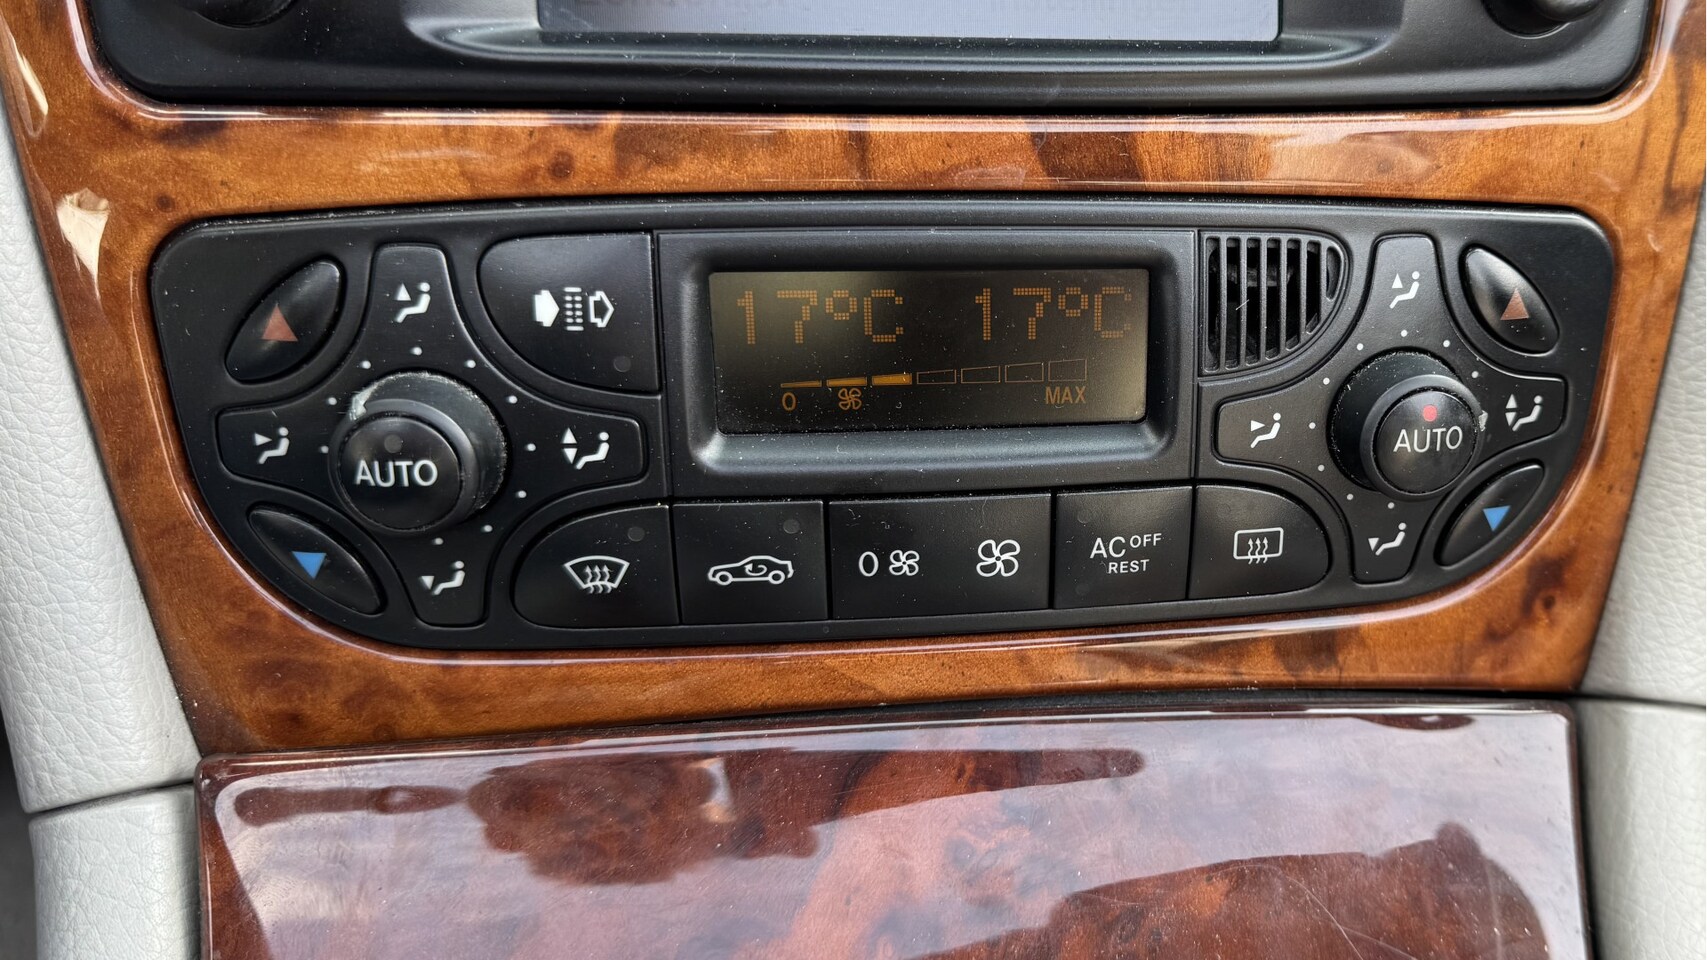 17°C 17°C
0 MAX
AUTO
AUTO
0
AC OFF
REST